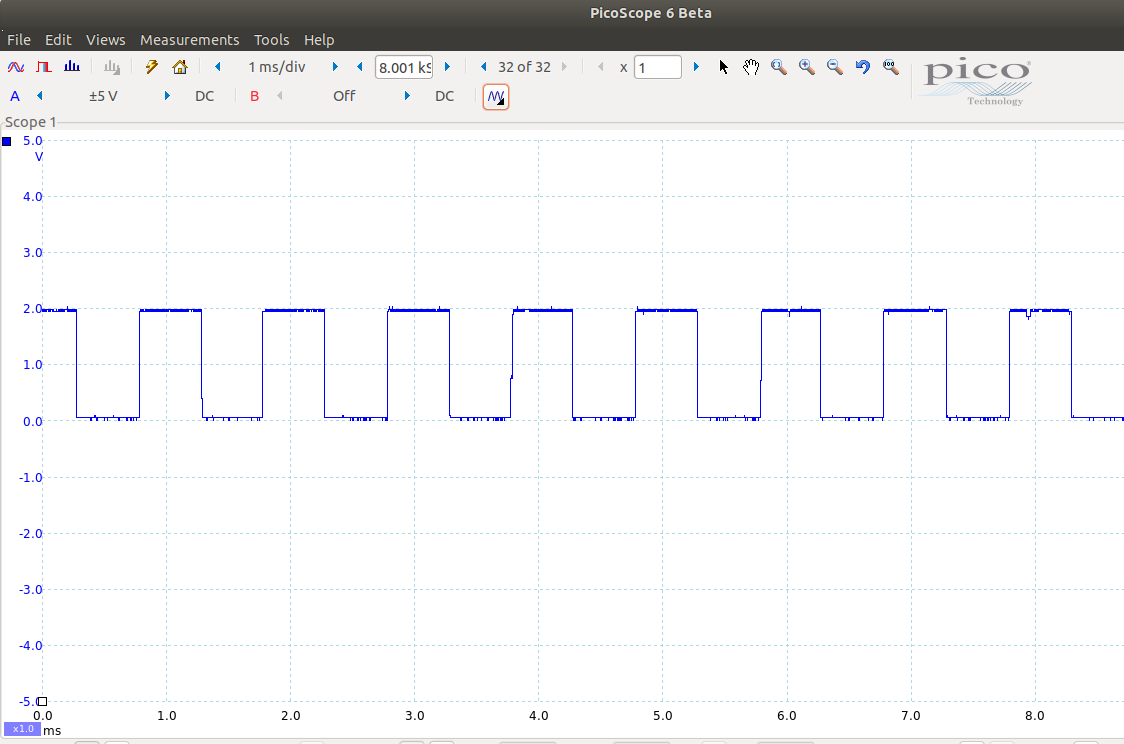 PicoScope 6 Beta
File Edit Views Measurements Tools Help
1 ms/div 8.001 kS 32 of 32 x 1
pico
Technology
A ±5 V DC B Off DC
Scope 1
5.0
V
4.0
3.0
2.0
1.0
0.0
-1.0
-2.0
-3.0
-4.0
-5.0
0.0 1.0 2.0 3.0 4.0 5.0 6.0 7.0 8.0
x1.0 ms